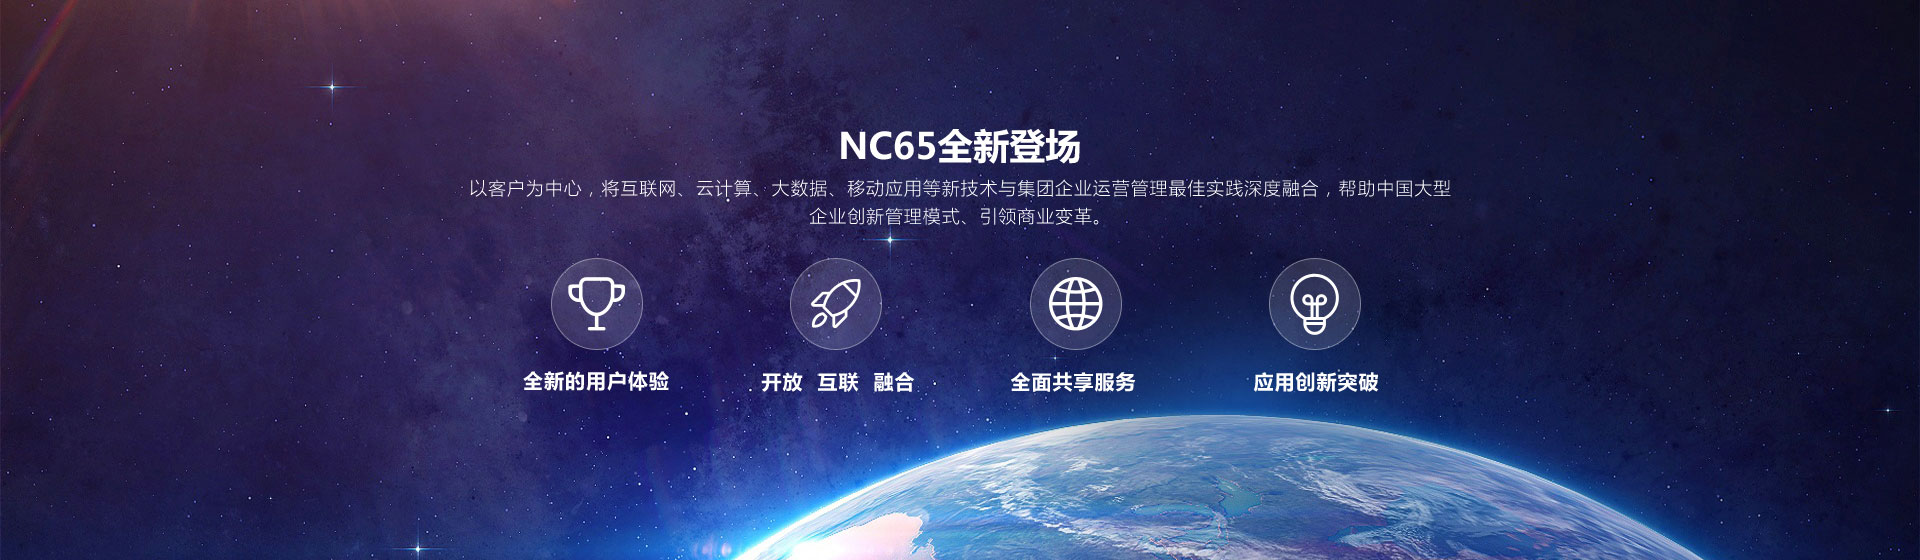 NC65全新登场
以客户为中心，将互联网、云计算、大数据、移动应用等新技术与集团企业运营管理最佳实践深度融合，帮助中国大型
企业创新管理模式、引领商业变革。
全新的用户体验
开放 互联 融合
全面共享服务
应用创新突破